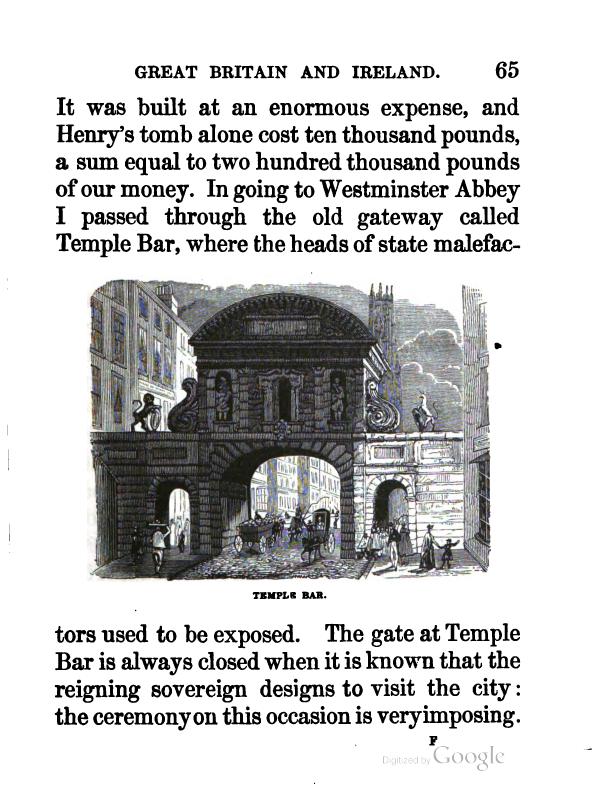 GREAT BRITAIN AND IRELAND. 65
It was built at an enormous expense, and
Henry's tomb alone cost ten thousand pounds,
a sum equal to two hundred thousand pounds
of our money. In going to Westminster Abbey
I passed through the old gateway called
Temple Bar, where the heads of state malefac-
TEMPLE BAR.
tors used to be exposed. The gate at Temple
Bar is always closed when it is known that the
reigning sovereign designs to visit the city:
the ceremony on this occasion is very imposing.
F
Digitized by Google